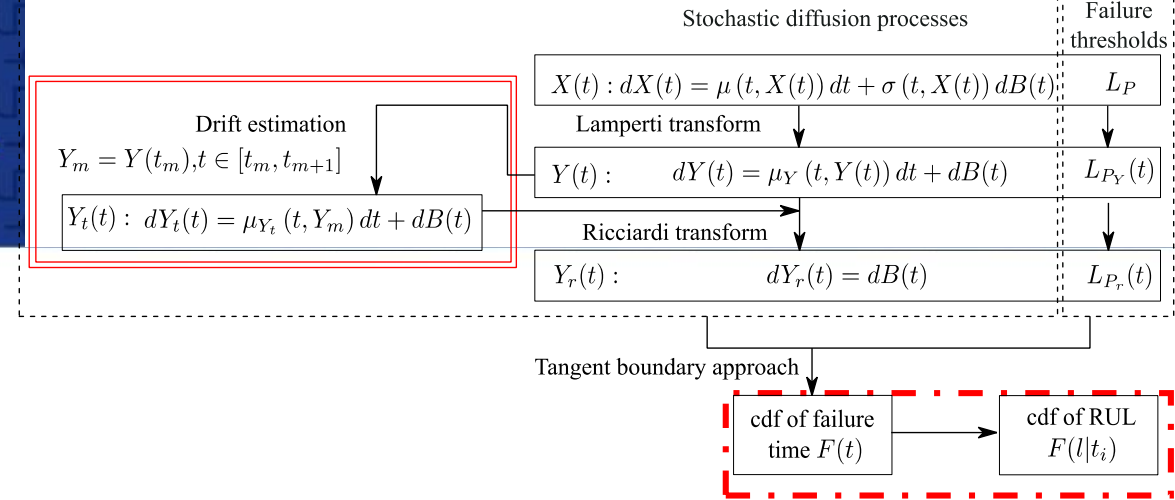 Stochastic diffusion processes
Failure
thresholds
X(t) : dX(t) = μ (t, X(t)) dt + σ (t, X(t)) dB(t)
L_P
Drift estimation
Lamperti transform
Y_m = Y(t_m),t ∈ [t_m, t_{m+1}]
Y(t) : dY(t) = μ_Y (t, Y(t)) dt + dB(t)
L_{P_Y}(t)
Y_t(t) : dY_t(t) = μ_{Y_t} (t, Y_m) dt + dB(t)
Ricciardi transform
Y_r(t) : dY_r(t) = dB(t)
L_{P_r}(t)
Tangent boundary approach
cdf of failure
time F(t)
cdf of RUL
F(l|t_i)